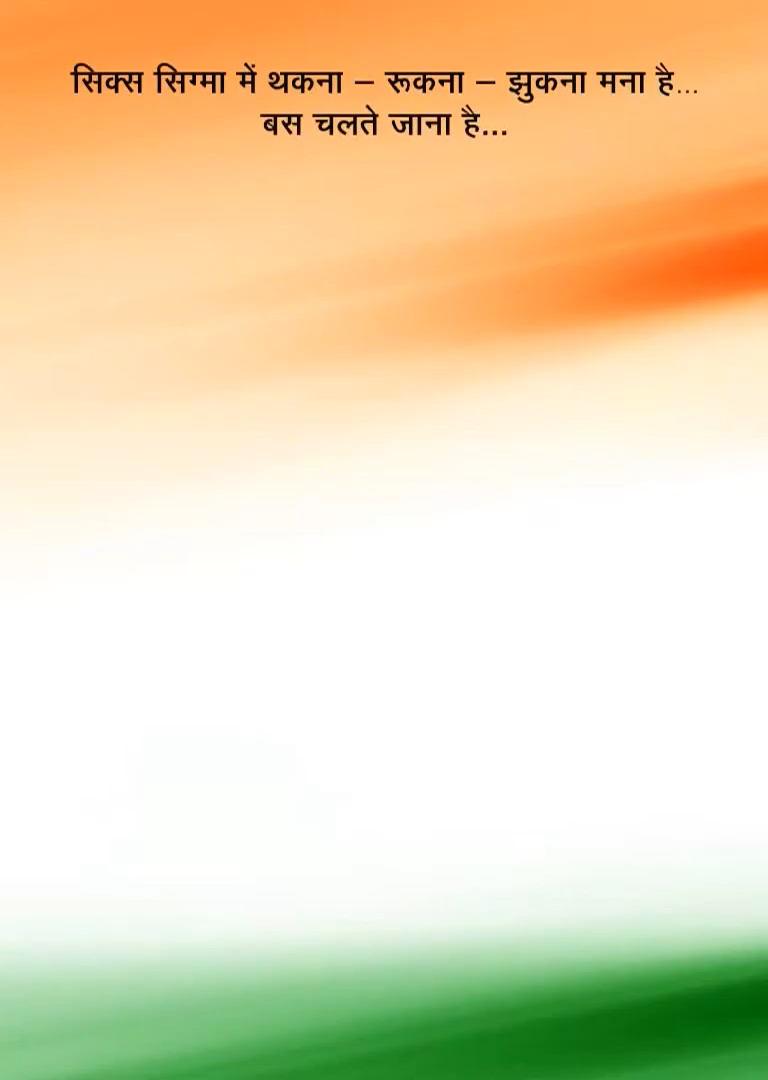 सिक्स सिग्मा में थकना – रूकना – झुकना मना है...
बस चलते जाना है...